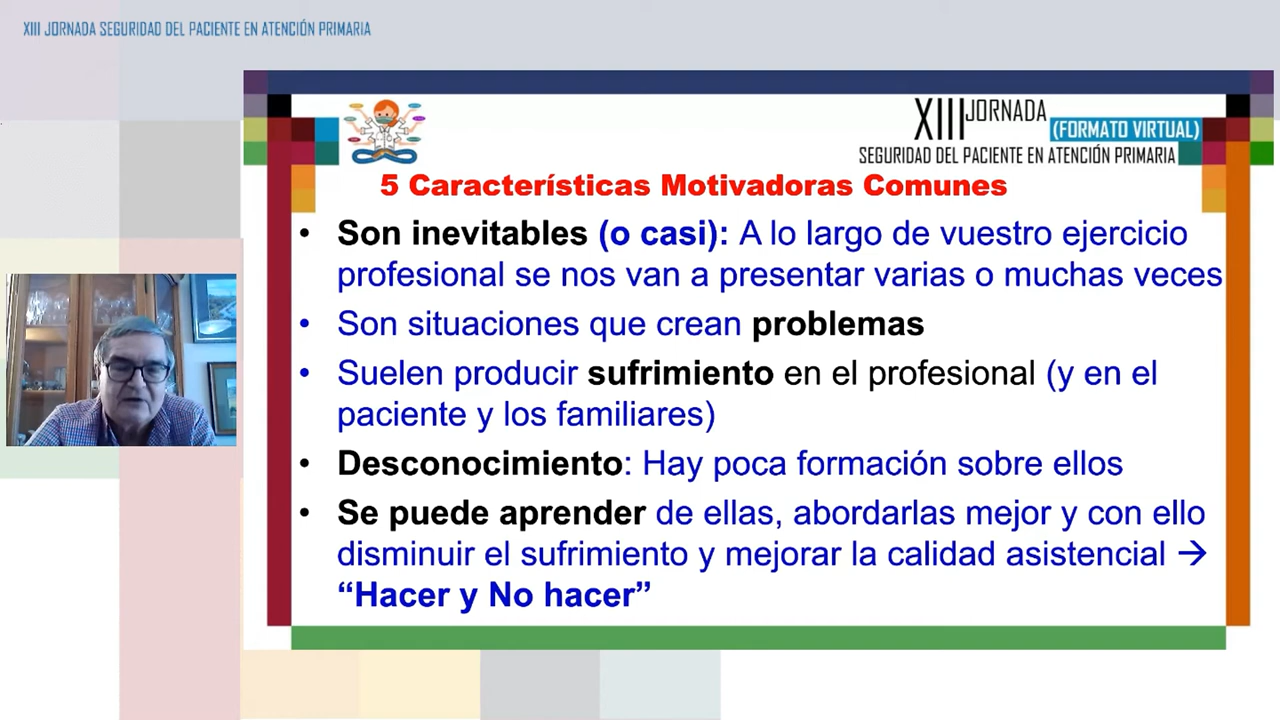 XIII JORNADA SEGURIDAD DEL PACIENTE EN ATENCIÓN PRIMARIA
XIII JORNADA
(FORMATO VIRTUAL)
SEGURIDAD DEL PACIENTE EN ATENCIÓN PRIMARIA
5 Características Motivadoras Comunes
• Son inevitables (o casi): A lo largo de vuestro ejercicio
profesional se nos van a presentar varias o muchas veces
• Son situaciones que crean problemas
• Suelen producir sufrimiento en el profesional (y en el
paciente y los familiares)
• Desconocimiento: Hay poca formación sobre ellos
• Se puede aprender de ellas, abordarlas mejor y con ello
disminuir el sufrimiento y mejorar la calidad asistencial →
“Hacer y No hacer”